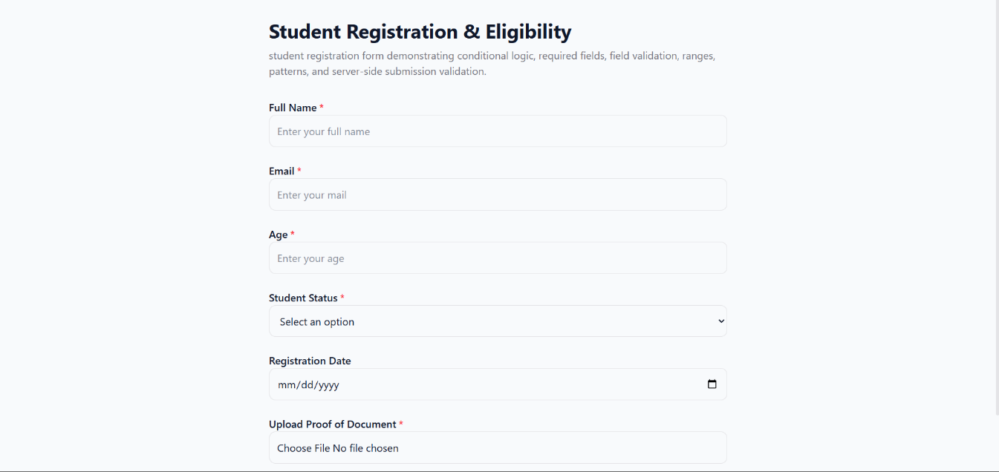 Student Registration & Eligibility
student registration form demonstrating conditional logic, required fields, field validation, ranges,
patterns, and server-side submission validation.
Full Name *
Enter your full name
Email *
Enter your mail
Age *
Enter your age
Student Status *
Select an option
Registration Date
mm/dd/yyyy
Upload Proof of Document *
Choose File No file chosen